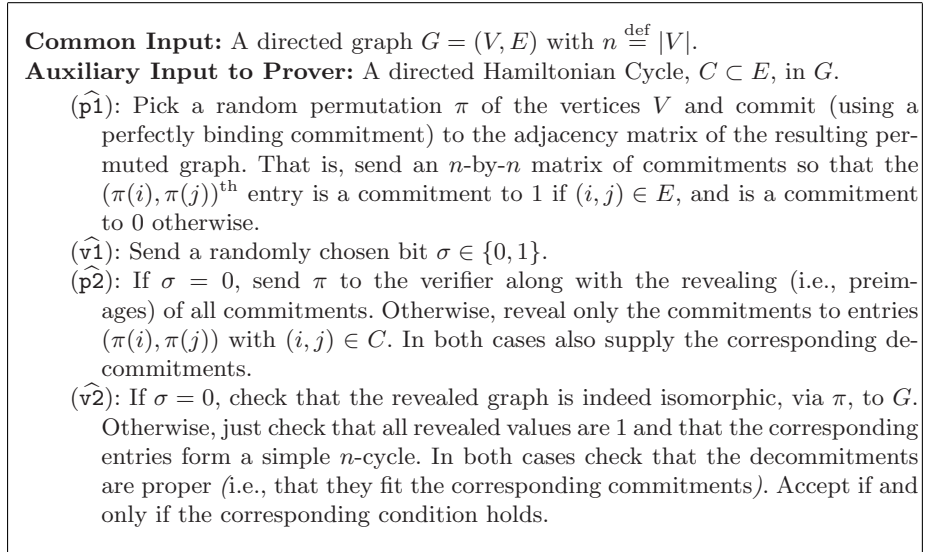 Common Input: A directed graph G = (V, E) with n def= |V|.
Auxiliary Input to Prover: A directed Hamiltonian Cycle, C ⊂ E, in G.
(p̂1): Pick a random permutation π of the vertices V and commit (using a
perfectly binding commitment) to the adjacency matrix of the resulting per-
muted graph. That is, send an n-by-n matrix of commitments so that the
(π(i), π(j))th entry is a commitment to 1 if (i, j) ∈ E, and is a commitment
to 0 otherwise.
(v̂1): Send a randomly chosen bit σ ∈ {0, 1}.
(p̂2): If σ = 0, send π to the verifier along with the revealing (i.e., preim-
ages) of all commitments. Otherwise, reveal only the commitments to entries
(π(i), π(j)) with (i, j) ∈ C. In both cases also supply the corresponding de-
commitments.
(v̂2): If σ = 0, check that the revealed graph is indeed isomorphic, via π, to G.
Otherwise, just check that all revealed values are 1 and that the corresponding
entries form a simple n-cycle. In both cases check that the decommitments
are proper (i.e., that they fit the corresponding commitments). Accept if and
only if the corresponding condition holds.